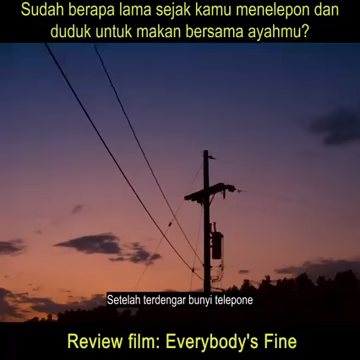 Sudah berapa lama sejak kamu menelepon dan
duduk untuk makan bersama ayahmu?
Setelah terdengar bunyi telepone
Review film: Everybody's Fine